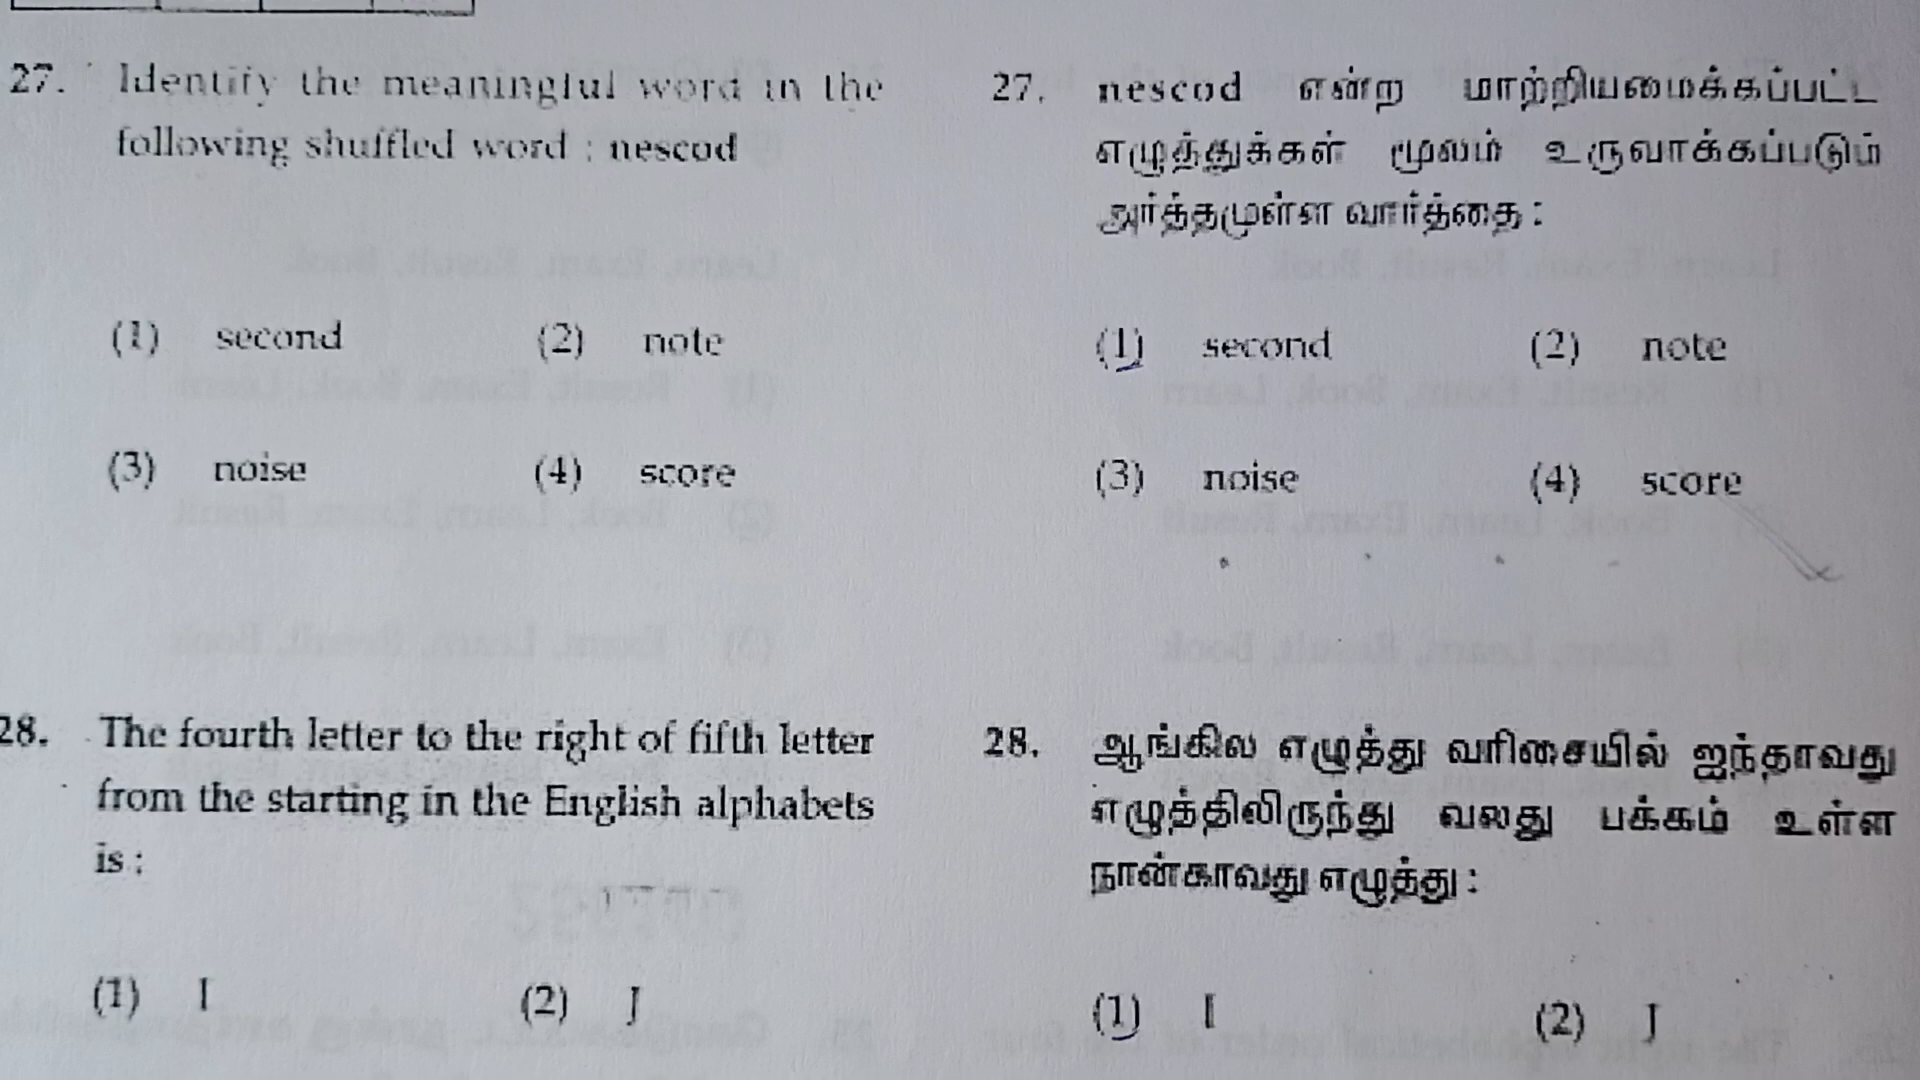 27. Identify the meaningful word in the
following shuffled word : nescod
(1) second (2) note
(3) noise (4) score
28. The fourth letter to the right of fifth letter
from the starting in the English alphabets
is :
(1) I (2) J
27. nescod என்ற மாற்றியமைக்கப்பட்ட
எழுத்துக்கள் மூலம் உருவாக்கப்படும்
அர்த்தமுள்ள வார்த்தை :
(1) second (2) note
(3) noise (4) score
28. ஆங்கில எழுத்து வரிசையில் ஐந்தாவது
எழுத்திலிருந்து வலது பக்கம் உள்ள
நான்காவது எழுத்து :
(1) I (2) J